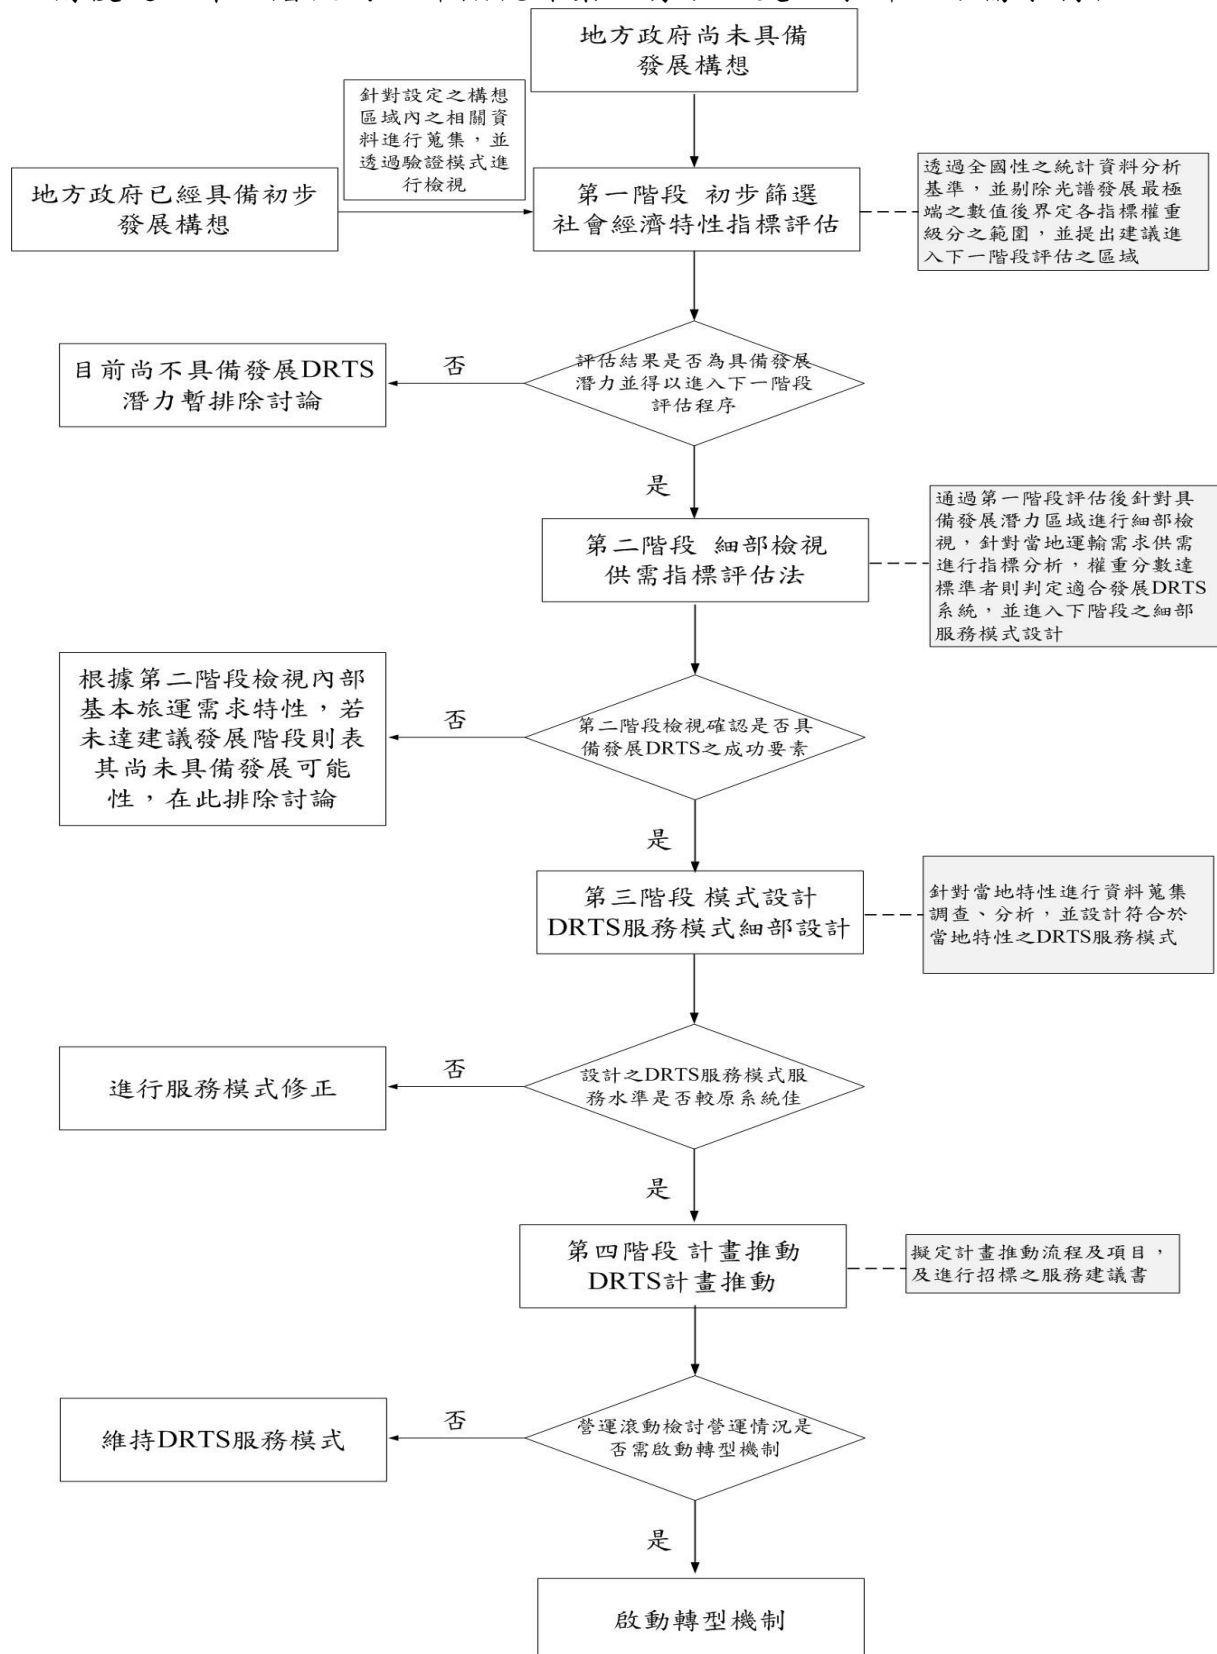 地方政府尚未具備
發展構想
針對設定之構想
區域內之相關資
料進行蒐集，並
透過驗證模式進
行檢視
地方政府已經具備初步
發展構想
第一階段 初步篩選
社會經濟特性指標評估
透過全國性之統計資料分析
基準，並剔除光譜發展最極
端之數值後界定各指標權重
級分之範圍，並提出建議進
入下一階段評估之區域
評估結果是否為具備發展
潛力並得以進入下一階段
評估程序
否
目前尚不具備發展DRTS
潛力暫排除討論
是
第二階段 細部檢視
供需指標評估法
通過第一階段評估後針對具
備發展潛力區域進行細部檢
視，針對當地運輸需求供需
進行指標分析，權重分數達
標準者則判定適合發展DRTS
系統，並進入下階段之細部
服務模式設計
第二階段檢視確認是否具
備發展DRTS之成功要素
否
根據第二階段檢視內部
基本旅運需求特性，若
未達建議發展階段則表
其尚未具備發展可能
性，在此排除討論
是
第三階段 模式設計
DRTS服務模式細部設計
針對當地特性進行資料蒐集
調查、分析，並設計符合於
當地特性之DRTS服務模式
設計之DRTS服務模式服
務水準是否較原系統佳
否
進行服務模式修正
是
第四階段 計畫推動
DRTS計畫推動
擬定計畫推動流程及項目，
及進行招標之服務建議書
營運滾動檢討營運情況是
否需啟動轉型機制
否
維持DRTS服務模式
是
啟動轉型機制